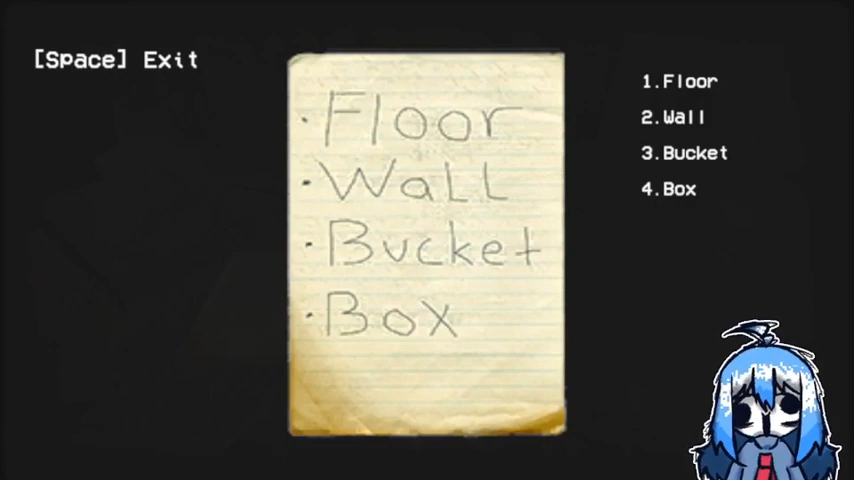 [Space] Exit
· Floor
· Wall
· Bucket
· Box
1.Floor
2.Wall
3.Bucket
4.Box